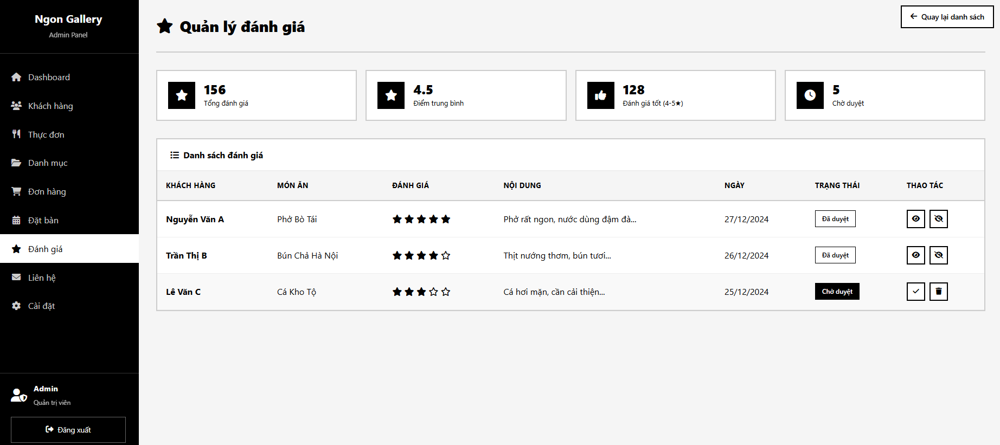 Ngon Gallery
Admin Panel
Dashboard
Khách hàng
Thực đơn
Danh mục
Đơn hàng
Đặt bàn
Đánh giá
Liên hệ
Cài đặt
Admin
Quản trị viên
Đăng xuất
Quản lý đánh giá
Quay lại danh sách
156
Tổng đánh giá
4.5
Điểm trung bình
128
Đánh giá tốt (4-5★)
5
Chờ duyệt
Danh sách đánh giá
KHÁCH HÀNG MÓN ĂN ĐÁNH GIÁ NỘI DUNG NGÀY TRẠNG THÁI THAO TÁC
Nguyễn Văn A Phở Bò Tái ★★★★★ Phở rất ngon, nước dùng đậm đà... 27/12/2024 Đã duyệt
Trần Thị B Bún Chả Hà Nội ★★★★☆ Thịt nướng thơm, bún tươi... 26/12/2024 Đã duyệt
Lê Văn C Cá Kho Tộ ★★★☆☆ Cá hơi mặn, cần cải thiện... 25/12/2024 Chờ duyệt